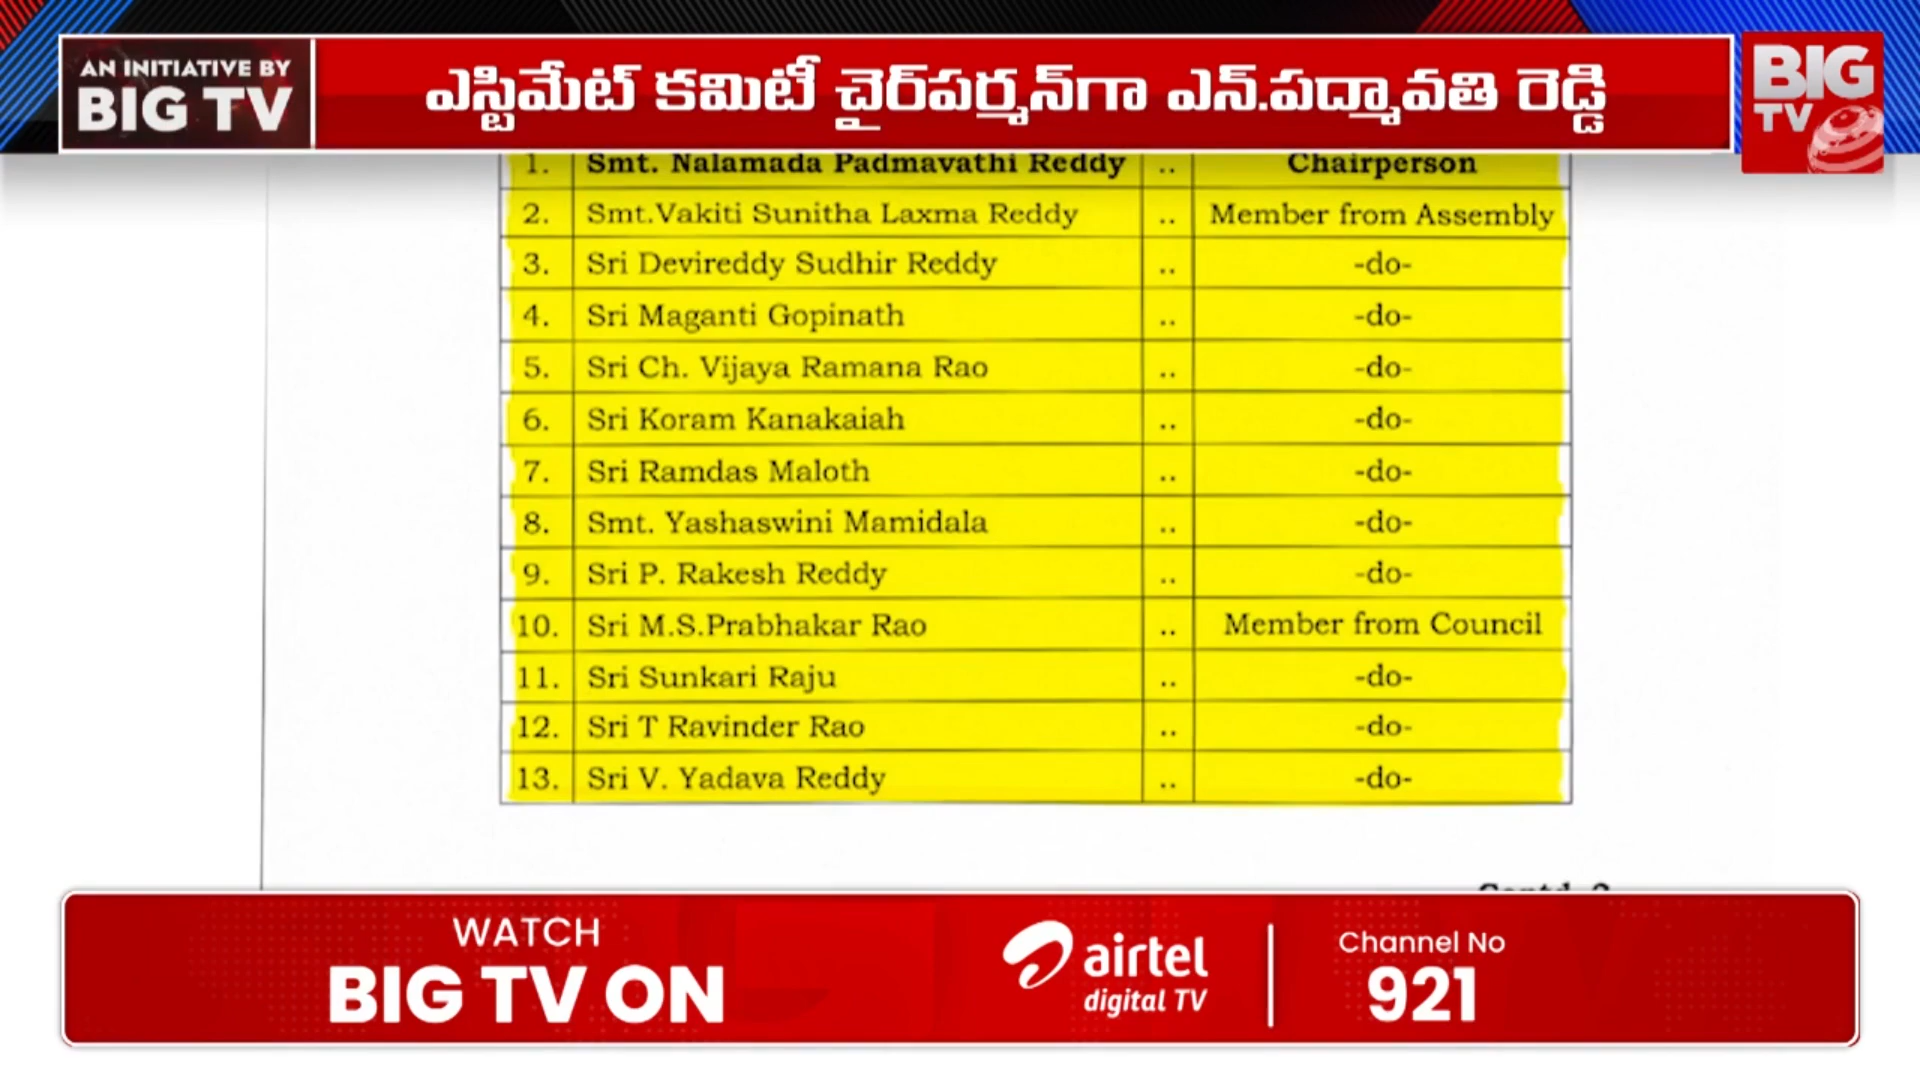 AN INITIATIVE BY
BIG TV
ఎస్టిమేట్ కమిటీ చైర్‌పర్సన్‌గా ఎన్.పద్మావతి రెడ్డి
BIG
TV
1. Smt. Nalamada Padmavathi Reddy .. Chairperson
2. Smt.Vakiti Sunitha Laxma Reddy .. Member from Assembly
3. Sri Devireddy Sudhir Reddy .. -do-
4. Sri Maganti Gopinath .. -do-
5. Sri Ch. Vijaya Ramana Rao .. -do-
6. Sri Koram Kanakaiah .. -do-
7. Sri Ramdas Maloth .. -do-
8. Smt. Yashaswini Mamidala .. -do-
9. Sri P. Rakesh Reddy .. -do-
10. Sri M.S.Prabhakar Rao .. Member from Council
11. Sri Sunkari Raju .. -do-
12. Sri T Ravinder Rao .. -do-
13. Sri V. Yadava Reddy .. -do-
WATCH
BIG TV ON
airtel
digital TV
Channel No
921